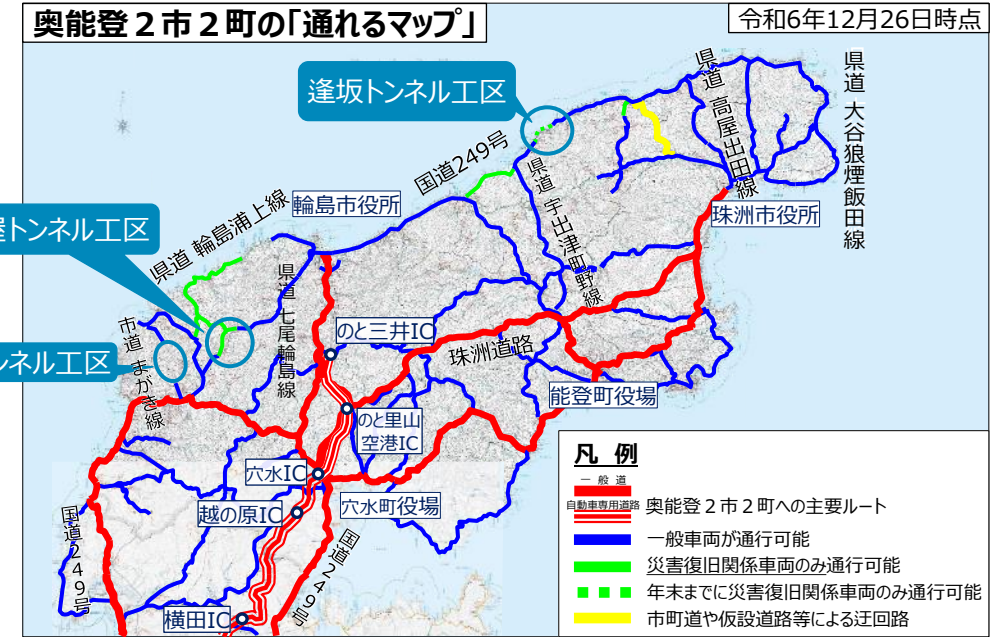 奥能登２市２町の「通れるマップ」
令和6年12月26日時点
逢坂トンネル工区
県道 高屋出田線
県道 大谷狼煙飯田線
国道249号
県道 宇出津町野線
県道 輪島浦上線
輪島市役所
珠洲市役所
屋トンネル工区
県道 七尾輪島線
市道 まがき線
ンネル工区
のと三井IC
珠洲道路
能登町役場
のと里山
空港IC
穴水IC
穴水町役場
越の原IC
国道249号
国道249号
横田IC
凡 例
一 般 道
自動車専用道路 奥能登２市２町への主要ルート
一般車両が通行可能
災害復旧関係車両のみ通行可能
年末までに災害復旧関係車両のみ通行可能
市町道や仮設道路等による迂回路